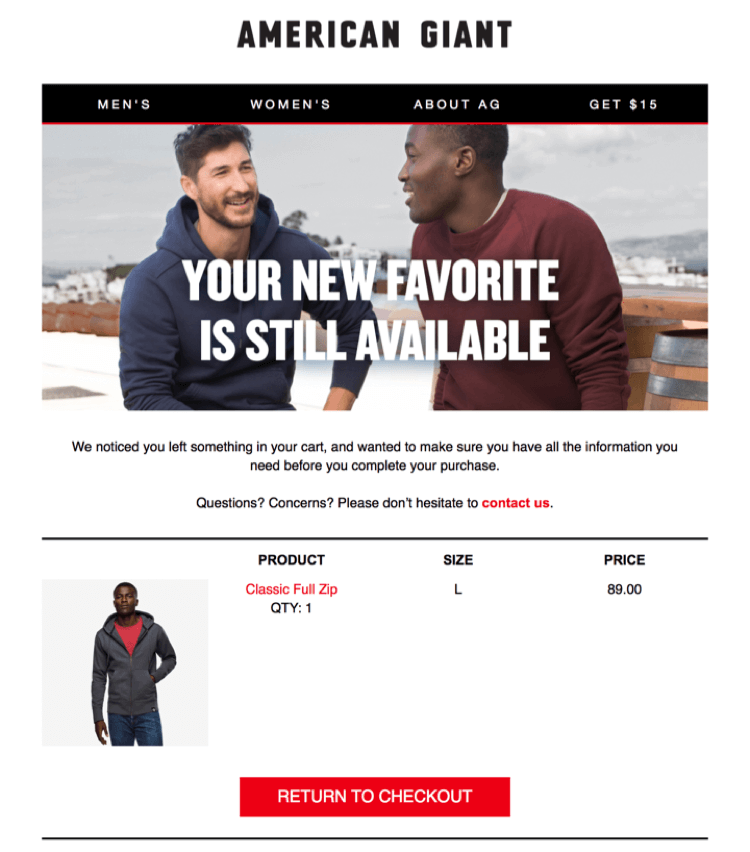 AMERICAN GIANT
MEN'S WOMEN'S ABOUT AG GET $15
YOUR NEW FAVORITE
IS STILL AVAILABLE
We noticed you left something in your cart, and wanted to make sure you have all the information you
need before you complete your purchase.
Questions? Concerns? Please don't hesitate to contact us.
PRODUCT SIZE PRICE
Classic Full Zip L 89.00
QTY: 1
RETURN TO CHECKOUT